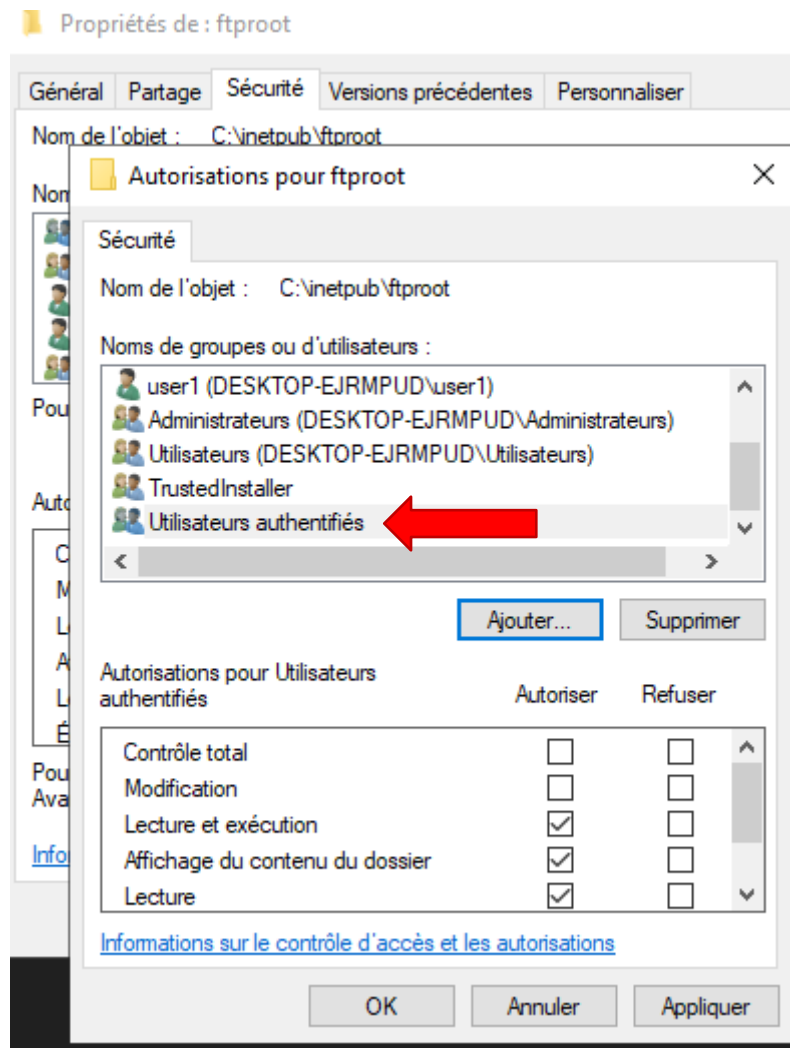 Propriétés de : ftproot
Général Partage Sécurité Versions précédentes Personnaliser
Nom de l'objet : C:\inetpub\ftproot
Autorisations pour ftproot
Sécurité
Nom de l'objet : C:\inetpub\ftproot
Noms de groupes ou d'utilisateurs :
user1 (DESKTOP-EJRMPUD\user1)
Administrateurs (DESKTOP-EJRMPUD\Administrateurs)
Utilisateurs (DESKTOP-EJRMPUD\Utilisateurs)
TrustedInstaller
Utilisateurs authentifiés
Ajouter... Supprimer
Autorisations pour Utilisateurs
authentifiés Autoriser Refuser
Contrôle total
Modification
Lecture et exécution
Affichage du contenu du dossier
Lecture
Informations sur le contrôle d'accès et les autorisations
OK Annuler Appliquer